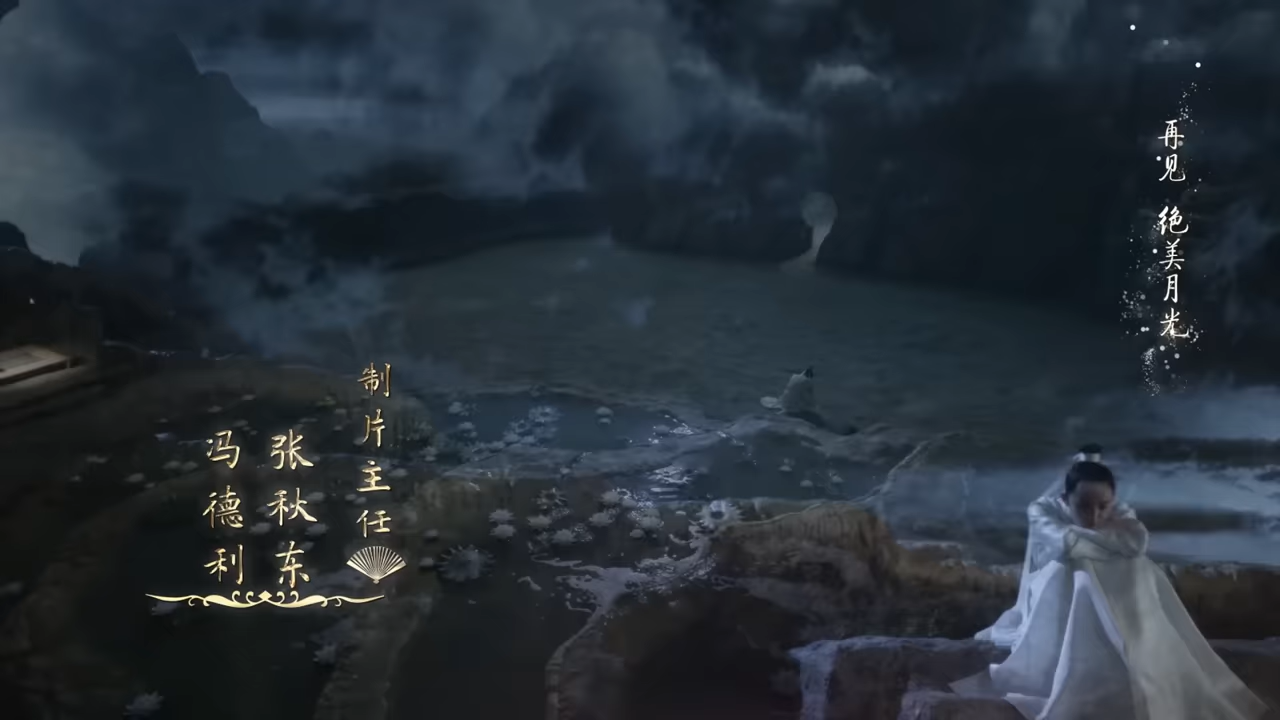 再见 绝美月光
制片主任
张秋东
冯德利